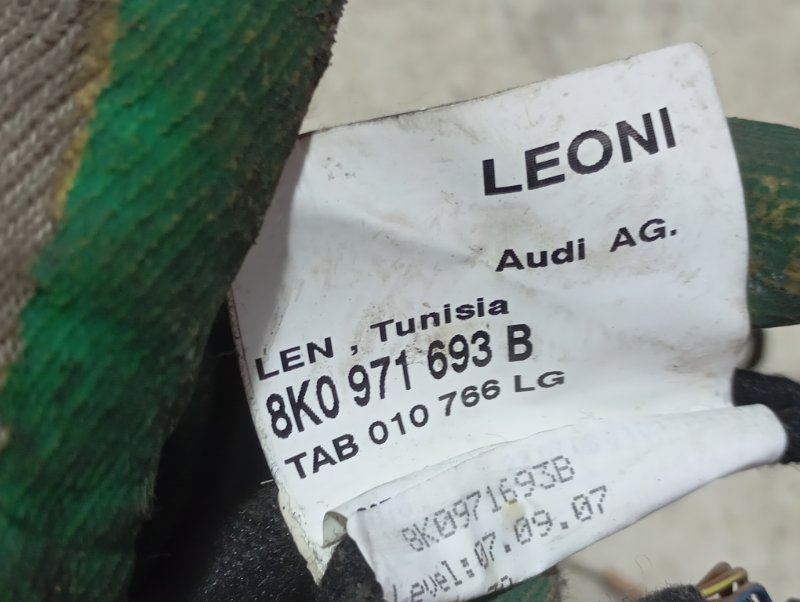 LEONI
Audi AG.
LEN , Tunisia
8K0 971 693 B
TAB 010 766 LG
8K0971693B
Level:07.09.07